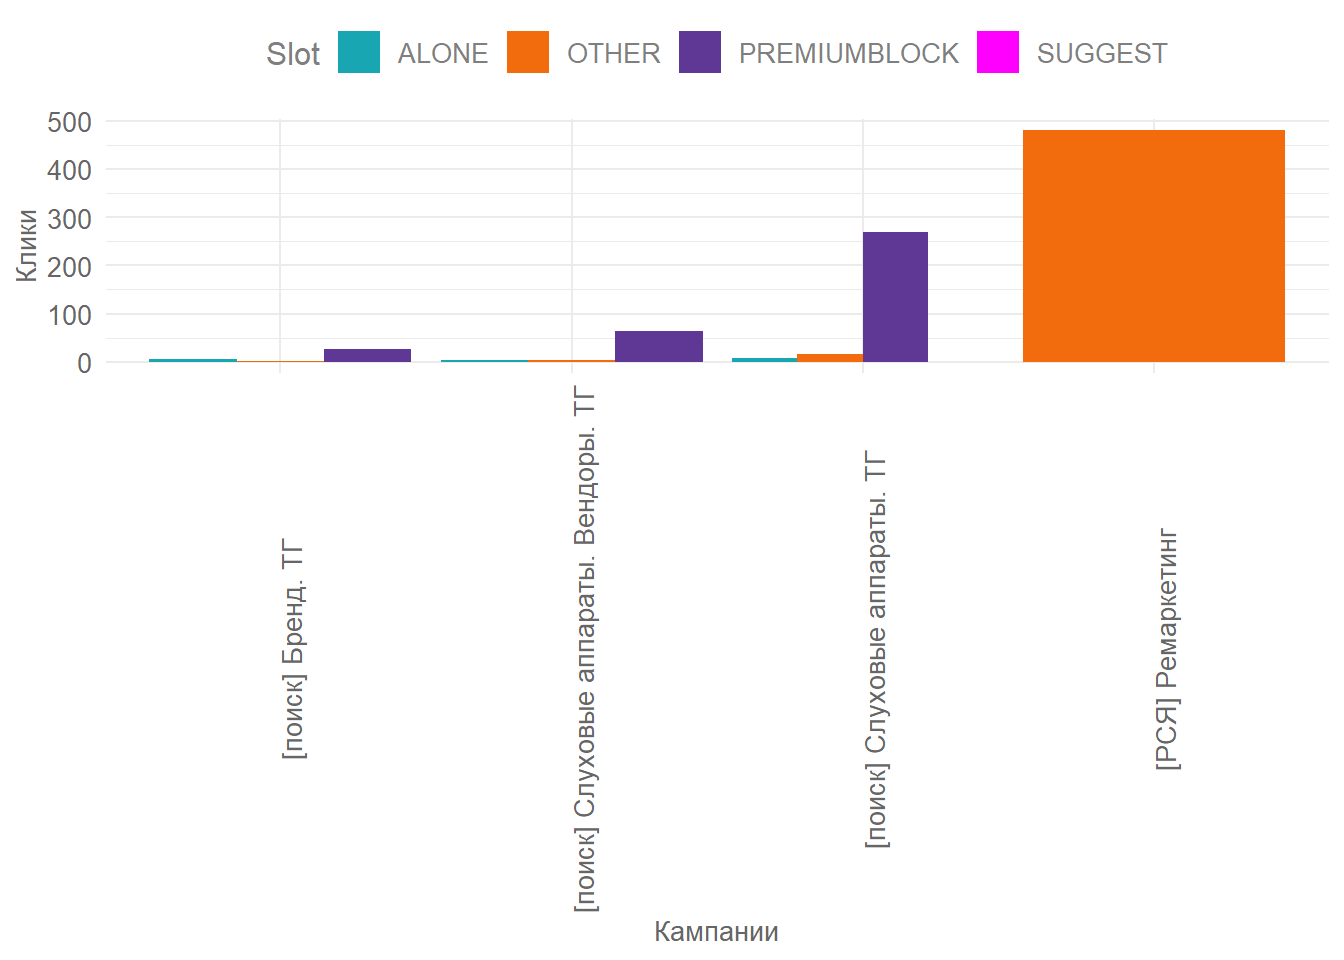 Slot ALONE OTHER PREMIUMBLOCK SUGGEST
Клики
500
400
300
200
100
0
[поиск] Бренд. ТГ
[поиск] Слуховые аппараты. Вендоры. ТГ
[поиск] Слуховые аппараты. ТГ
[РСЯ] Ремаркетинг
Кампании